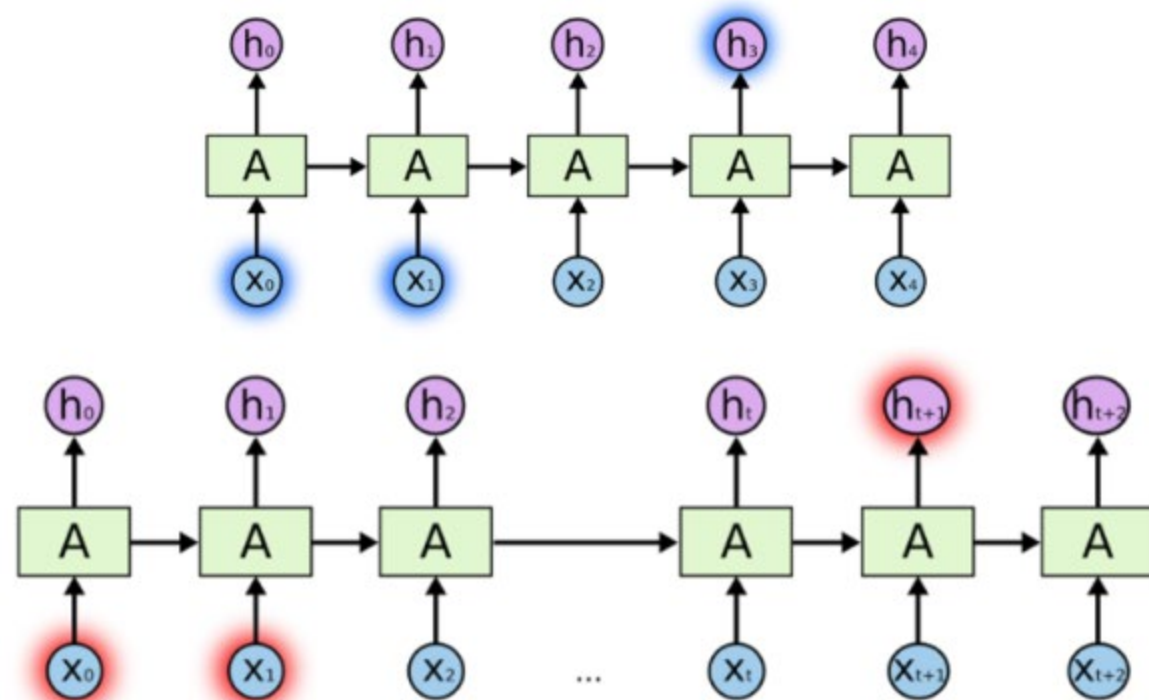 h₀ h₁ h₂ h₃ h₄
A A A A A
x₀ x₁ x₂ x₃ x₄
h₀ h₁ h₂ hₜ hₜ₊₁ hₜ₊₂
A A A A A A
x₀ x₁ x₂ ... xₜ xₜ₊₁ xₜ₊₂